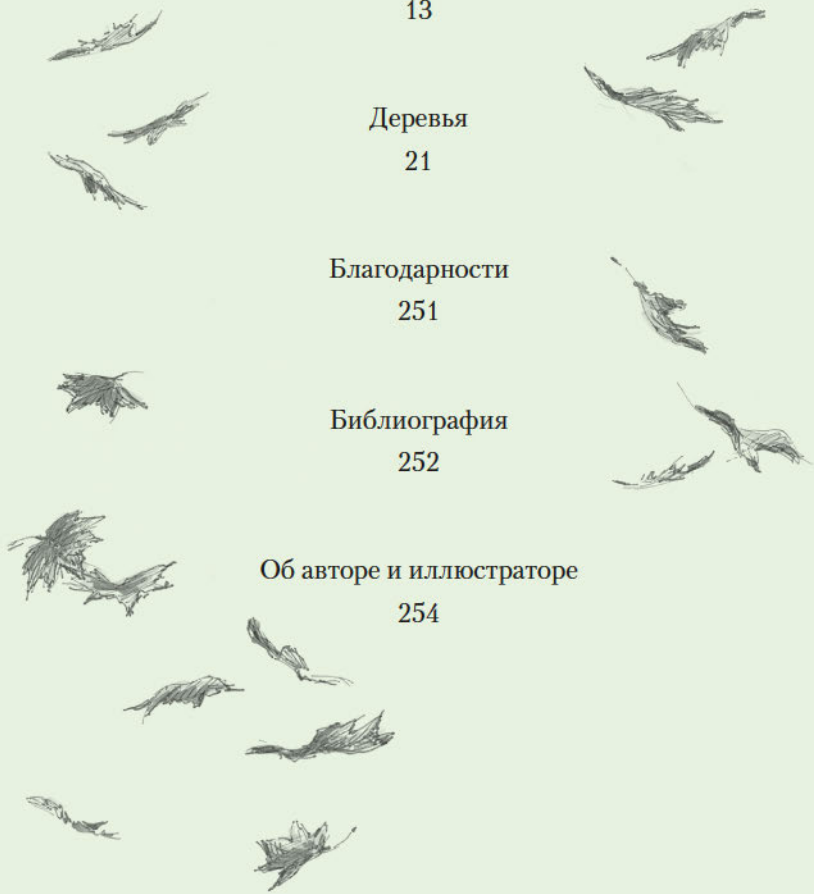 13
Деревья
21
Благодарности
251
Библиография
252
Об авторе и иллюстраторе
254